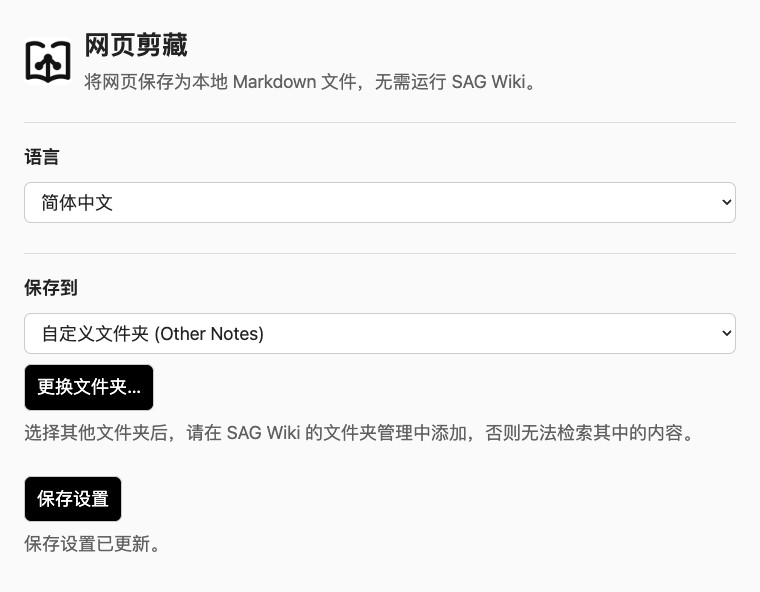 网页剪藏
将网页保存为本地 Markdown 文件，无需运行 SAG Wiki。
语言
简体中文
保存到
自定义文件夹 (Other Notes)
更换文件夹...
选择其他文件夹后，请在 SAG Wiki 的文件夹管理中添加，否则无法检索其中的内容。
保存设置
保存设置已更新。